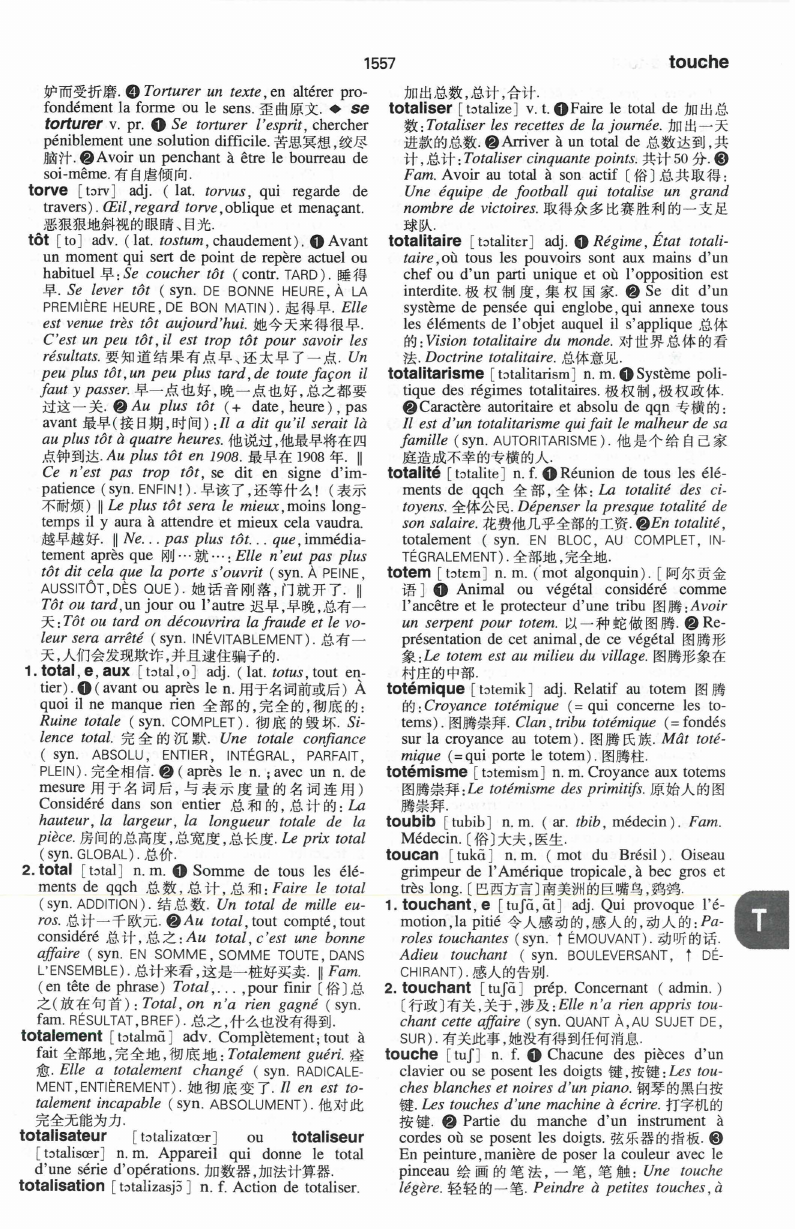 1557
touche
妒而受折磨. ❹ Torturer un texte, en altérer pro-
fondément la forme ou le sens. 歪曲原文. ◆ se
torturer v. pr. ❶ Se torturer l'esprit, chercher
péniblement une solution difficile. 苦思冥想,绞尽
脑汁. ❷ Avoir un penchant à être le bourreau de
soi-même. 有自虐倾向.
torve [tɔrv] adj. ( lat. torvus, qui regarde de
travers). Œil, regard torve, oblique et menaçant.
恶狠狠地斜视的眼睛、目光.
tôt [to] adv. ( lat. tostum, chaudement). ❶ Avant
un moment qui sert de point de repère actuel ou
habituel 早: Se coucher tôt ( contr. TARD). 睡得
早. Se lever tôt ( syn. DE BONNE HEURE, À LA
PREMIÈRE HEURE, DE BON MATIN). 起得早. Elle
est venue très tôt aujourd'hui. 她今天来得很早.
C'est un peu tôt, il est trop tôt pour savoir les
résultats. 要知道结果有点早、还太早了一点. Un
peu plus tôt, un peu plus tard, de toute façon il
faut y passer. 早一点也好,晚一点也好,总之都要
过这一关. ❷ Au plus tôt (+ date, heure), pas
avant 最早(接日期,时间): Il a dit qu'il serait là
au plus tôt à quatre heures. 他说过,他最早将在四
点钟到达. Au plus tôt en 1908. 最早在 1908 年. ‖
Ce n'est pas trop tôt, se dit en signe d'im-
patience (syn. ENFIN!). 早该了,还等什么! (表示
不耐烦) ‖ Le plus tôt sera le mieux, moins long-
temps il y aura à attendre et mieux cela vaudra.
越早越好. ‖ Ne... pas plus tôt... que, immédia-
tement après que 刚…就…: Elle n'eut pas plus
tôt dit cela que la porte s'ouvrit (syn. À PEINE,
AUSSITÔT, DÈS QUE). 她话音刚落,门就开了. ‖
Tôt ou tard, un jour ou l'autre 迟早,早晚,总有一
天: Tôt ou tard on découvrira la fraude et le vo-
leur sera arrêté ( syn. INÉVITABLEMENT). 总有一
天,人们会发现欺诈,并且逮住骗子的.
1. total, e, aux [tɔtal, o] adj. ( lat. totus, tout en-
tier). ❶ (avant ou après le n. 用于名词前或后) À
quoi il ne manque rien 全部的,完全的,彻底的:
Ruine totale ( syn. COMPLET). 彻底的毁坏. Si-
lence total. 完全的沉默. Une totale confiance
( syn. ABSOLU, ENTIER, INTÉGRAL, PARFAIT,
PLEIN). 完全相信. ❷ (après le n. ; avec un n. de
mesure 用于名词后, 与表示度量的名词连用)
Considéré dans son entier 总和的,总计的: La
hauteur, la largeur, la longueur totale de la
pièce. 房间的总高度,总宽度,总长度. Le prix total
(syn. GLOBAL). 总价.
2. total [tɔtal] n. m. ❶ Somme de tous les élé-
ments de qqch 总数,总计,总和: Faire le total
(syn. ADDITION). 结总数. Un total de mille eu-
ros. 总计一千欧元. ❷ Au total, tout compté, tout
considéré 总计,总之: Au total, c'est une bonne
affaire ( syn. EN SOMME, SOMME TOUTE, DANS
L'ENSEMBLE). 总计来看,这是一桩好买卖. ‖ Fam.
(en tête de phrase) Total, ..., pour finir [俗]总
之(放在句首): Total, on n'a rien gagné (syn.
fam. RÉSULTAT, BREF). 总之,什么也没有得到.
totalement [tɔtalmɑ̃] adv. Complètement; tout à
fait 全部地,完全地,彻底地: Totalement guéri. 痊
愈. Elle a totalement changé ( syn. RADICALE-
MENT, ENTIÈREMENT). 她彻底变了. Il en est to-
talement incapable ( syn. ABSOLUMENT). 他对此
完全无能为力.
totalisateur [tɔtalizatœr] ou totaliseur
[tɔtalisœr] n. m. Appareil qui donne le total
d'une série d'opérations. 加数器,加法计算器.
totalisation [tɔtalizasjɔ̃] n. f. Action de totaliser.
加出总数,总计,合计.
totaliser [tɔtalize] v. t. ❶ Faire le total de 加出总
数: Totaliser les recettes de la journée. 加出一天
进款的总数. ❷ Arriver à un total de 总数达到,共
计,总计: Totaliser cinquante points. 共计 50 分. ❸
Fam. Avoir au total à son actif [俗]总共取得:
Une équipe de football qui totalise un grand
nombre de victoires. 取得众多比赛胜利的一支足
球队.
totalitaire [tɔtalitɛr] adj. ❶ Régime, État totali-
taire, où tous les pouvoirs sont aux mains d'un
chef ou d'un parti unique et où l'opposition est
interdite. 极权制度, 集权国家. ❷ Se dit d'un
système de pensée qui englobe, qui annexe tous
les éléments de l'objet auquel il s'applique 总体
的: Vision totalitaire du monde. 对世界总体的看
法. Doctrine totalitaire. 总体意见.
totalitarisme [tɔtalitarism] n. m. ❶ Système poli-
tique des régimes totalitaires. 极权制,极权政体.
❷ Caractère autoritaire et absolu de qqn 专横的:
Il est d'un totalitarisme qui fait le malheur de sa
famille (syn. AUTORITARISME). 他是个给自己家
庭造成不幸的专横的人.
totalité [tɔtalite] n. f. ❶ Réunion de tous les élé-
ments de qqch 全部,全体: La totalité des ci-
toyens. 全体公民. Dépenser la presque totalité de
son salaire. 花费他几乎全部的工资. ❷ En totalité,
totalement ( syn. EN BLOC, AU COMPLET, IN-
TÉGRALEMENT). 全部地,完全地.
totem [tɔtɛm] n. m. (mot algonquin). [阿尔贡金
语] ❶ Animal ou végétal considéré comme
l'ancêtre et le protecteur d'une tribu 图腾: Avoir
un serpent pour totem. 以一种蛇做图腾. ❷ Re-
présentation de cet animal, de ce végétal 图腾形
象: Le totem est au milieu du village. 图腾形象在
村庄的中部.
totémique [tɔtemik] adj. Relatif au totem 图腾
的: Croyance totémique (= qui concerne les to-
tems). 图腾崇拜. Clan, tribu totémique (= fondés
sur la croyance au totem). 图腾氏族. Mât toté-
mique (= qui porte le totem). 图腾柱.
totémisme [tɔtemism] n. m. Croyance aux totems
图腾崇拜: Le totémisme des primitifs. 原始人的图
腾崇拜.
toubib [tubib] n. m. ( ar. tbib, médecin). Fam.
Médecin. [俗]大夫,医生.
toucan [tukɑ̃] n. m. ( mot du Brésil). Oiseau
grimpeur de l'Amérique tropicale, à bec gros et
très long. [巴西方言]南美洲的巨嘴鸟,鹦鹉.
1. touchant, e [tuʃɑ̃, ɑ̃t] adj. Qui provoque l'é-
motion, la pitié 令人感动的,感人的,动人的: Pa-
roles touchantes (syn. ↑ ÉMOUVANT). 动听的话.
Adieu touchant ( syn. BOULEVERSANT, ↑ DÉ-
CHIRANT). 感人的告别.
2. touchant [tuʃɑ̃] prép. Concernant ( admin. )
[行政]有关,关于,涉及: Elle n'a rien appris tou-
chant cette affaire (syn. QUANT À, AU SUJET DE,
SUR). 有关此事,她没有得到任何消息.
touche [tuʃ] n. f. ❶ Chacune des pièces d'un
clavier ou se posent les doigts 键,按键: Les tou-
ches blanches et noires d'un piano. 钢琴的黑白按
键. Les touches d'une machine à écrire. 打字机的
按键. ❷ Partie du manche d'un instrument à
cordes où se posent les doigts. 弦乐器的指板. ❸
En peinture, manière de poser la couleur avec le
pinceau 绘画的笔法, 一笔, 笔触: Une touche
légère. 轻轻的一笔. Peindre à petites touches, à
T